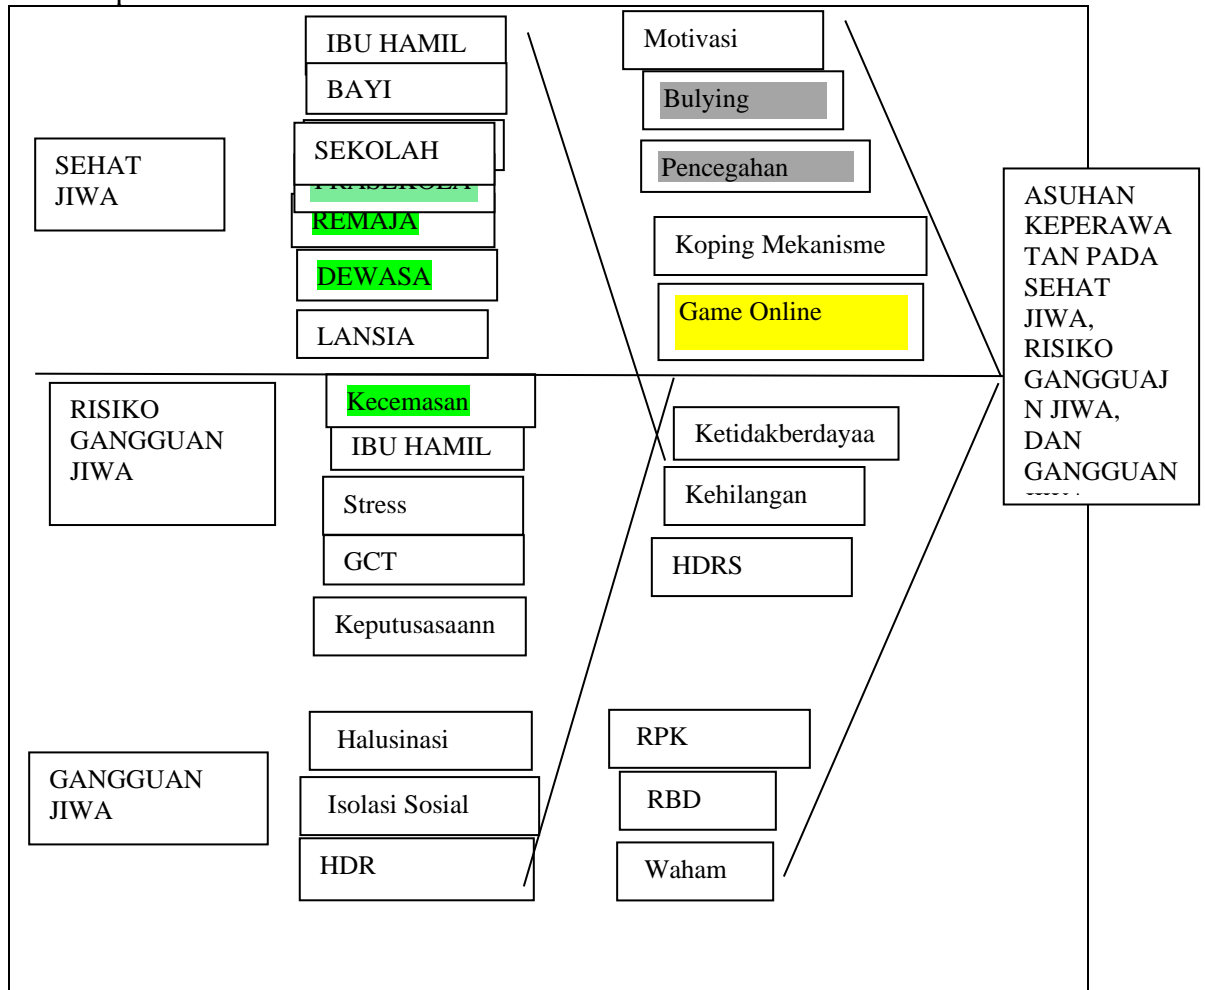 IBU HAMIL
BAYI
SEKOLAH
REMAJA
DEWASA
LANSIA
SEHAT
JIWA
Motivasi
Bulying
Pencegahan
Koping Mekanisme
Game Online
RISIKO
GANGGUAN
JIWA
Kecemasan
IBU HAMIL
Stress
GCT
Keputusasaann
Ketidakberdayaa
Kehilangan
HDRS
GANGGUAN
JIWA
Halusinasi
Isolasi Sosial
HDR
RPK
RBD
Waham
ASUHAN
KEPERAWA
TAN PADA
SEHAT
JIWA,
RISIKO
GANGGUAJ
N JIWA,
DAN
GANGGUAN